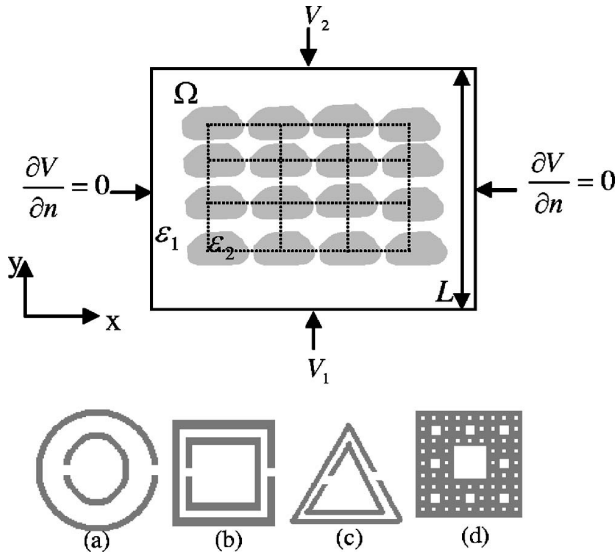 V₂
Ω
∂V/∂n = 0
∂V/∂n = 0
ε₁
ε₂
L
y
x
V₁
(a) (b) (c) (d)